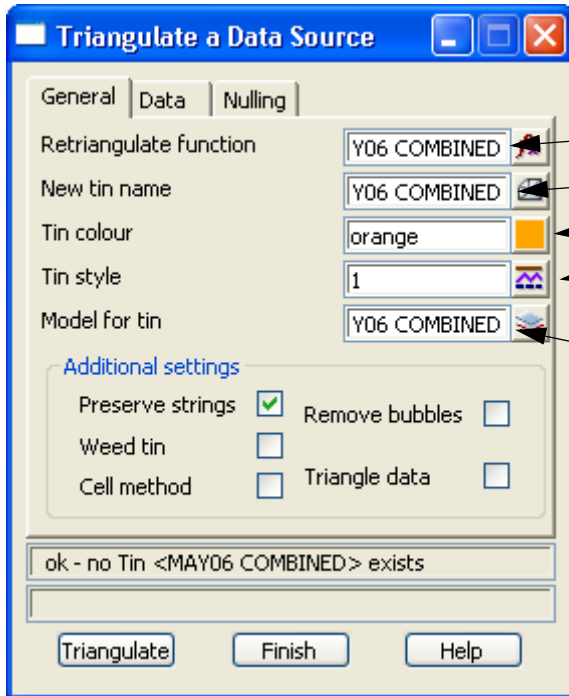 Triangulate a Data Source
General Data Nulling
Retriangulate function Y06 COMBINED
New tin name Y06 COMBINED
Tin colour orange
Tin style 1
Model for tin Y06 COMBINED
Additional settings
Preserve strings Remove bubbles
Weed tin
Cell method Triangle data
ok - no Tin <MAY06 COMBINED> exists
Triangulate Finish Help